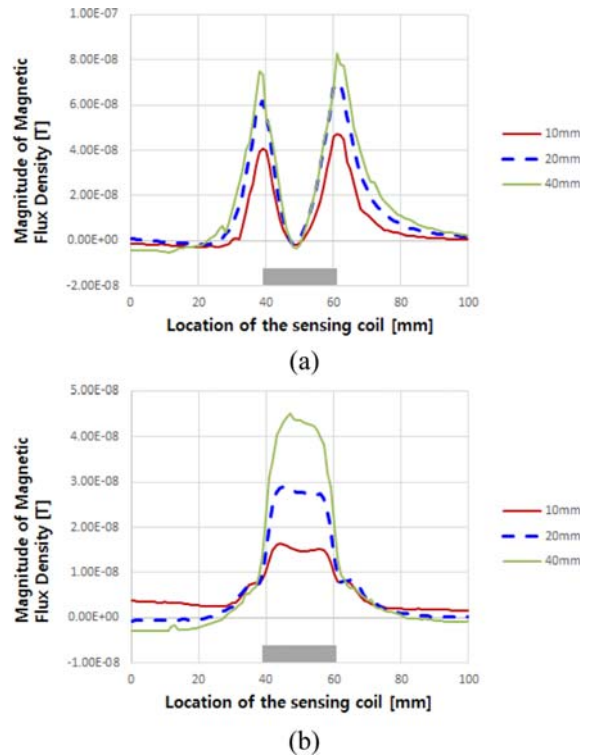 1.00E-07
8.00E-08
6.00E-08
4.00E-08
2.00E-08
0.00E+00
-2.00E-08
Magnitude of Magnetic
Flux Density [T]
0
20
40
60
80
100
Location of the sensing coil [mm]
10mm
20mm
40mm
(a)
5.00E-08
4.00E-08
3.00E-08
2.00E-08
1.00E-08
0.00E+00
-1.00E-08
Magnitude of Magnetic
Flux Density [T]
0
20
40
60
80
100
Location of the sensing coil [mm]
10mm
20mm
40mm
(b)